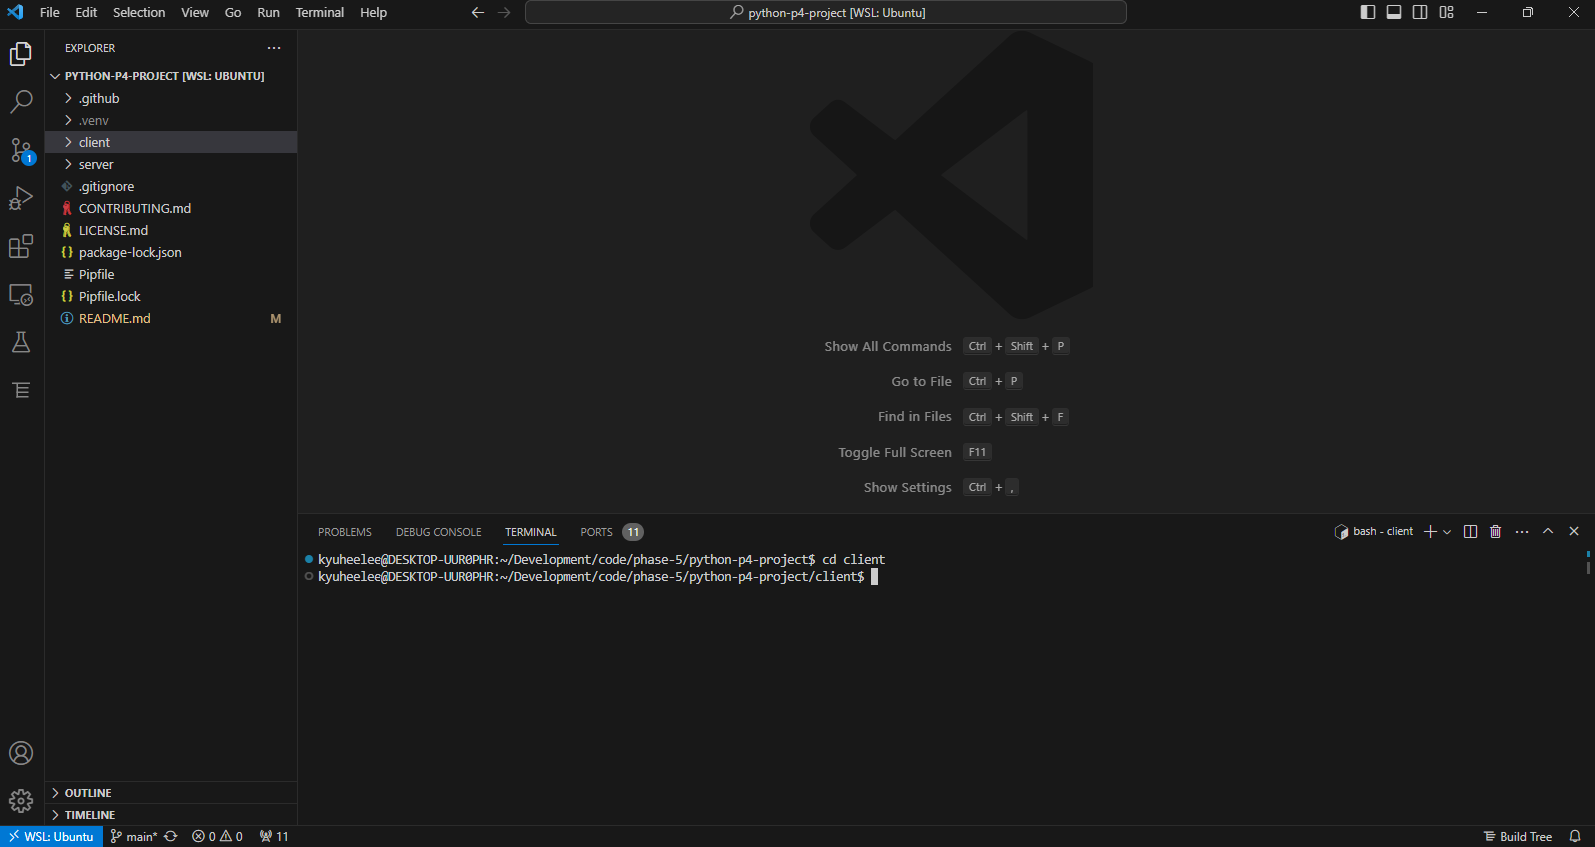 File Edit Selection View Go Run Terminal Help
python-p4-project [WSL: Ubuntu]
EXPLORER
PYTHON-P4-PROJECT [WSL: UBUNTU]
.github
.venv
client
server
.gitignore
CONTRIBUTING.md
LICENSE.md
package-lock.json
Pipfile
Pipfile.lock
README.md M
1
Show All Commands Ctrl + Shift + P
Go to File Ctrl + P
Find in Files Ctrl + Shift + F
Toggle Full Screen F11
Show Settings Ctrl + ,
PROBLEMS DEBUG CONSOLE TERMINAL PORTS 11
bash - client
kyuheelee@DESKTOP-UUR0PHR:~/Development/code/phase-5/python-p4-project$ cd client
kyuheelee@DESKTOP-UUR0PHR:~/Development/code/phase-5/python-p4-project/client$
OUTLINE
TIMELINE
WSL: Ubuntu main* 0 0 11
Build Tree